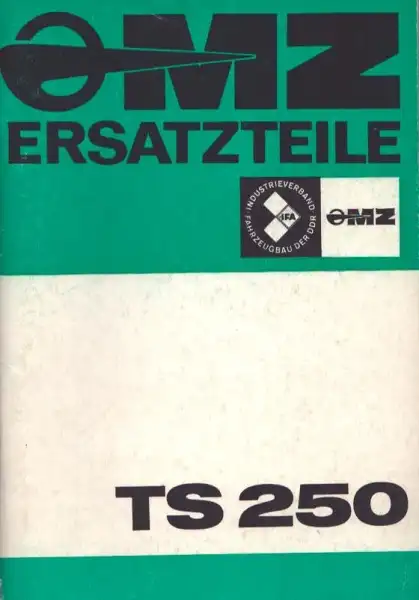 MZ
ERSATZTEILE
INDUSTRIEVERBAND
FAHRZEUGBAU DER DDR
IFA
MZ
TS 250